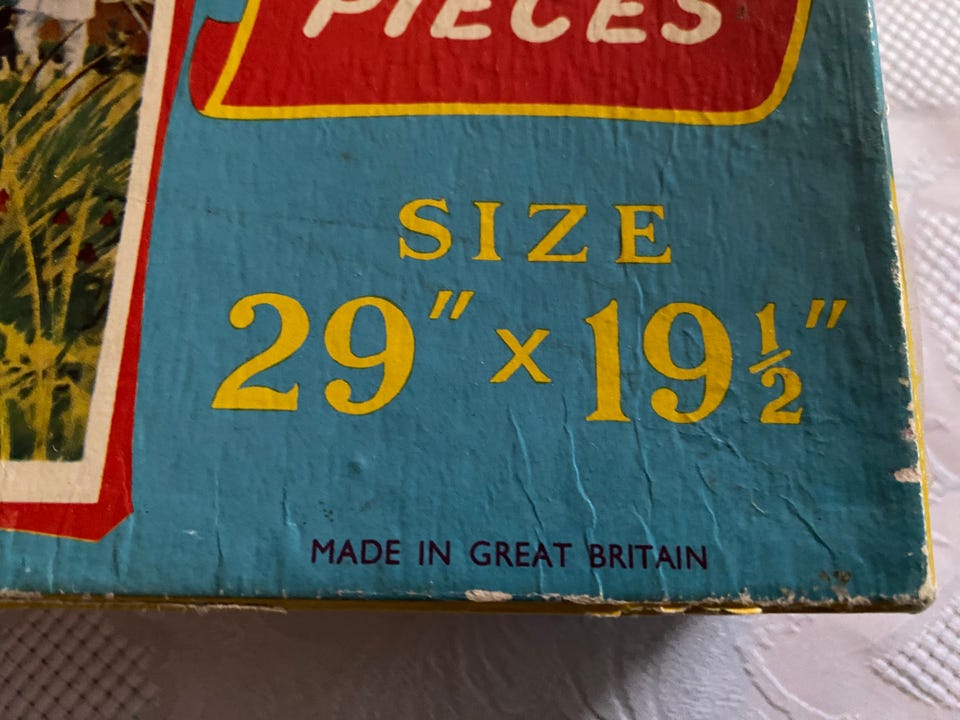 PIECES
SIZE
29" x 19½"
MADE IN GREAT BRITAIN